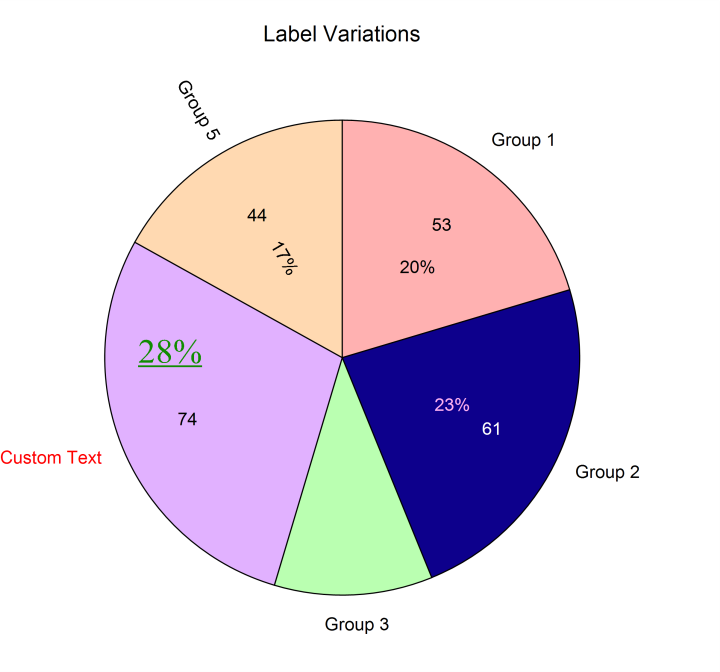 Label Variations
Group 5
Group 1
44
53
17%
20%
28%
23%
74
61
Custom Text
Group 2
Group 3